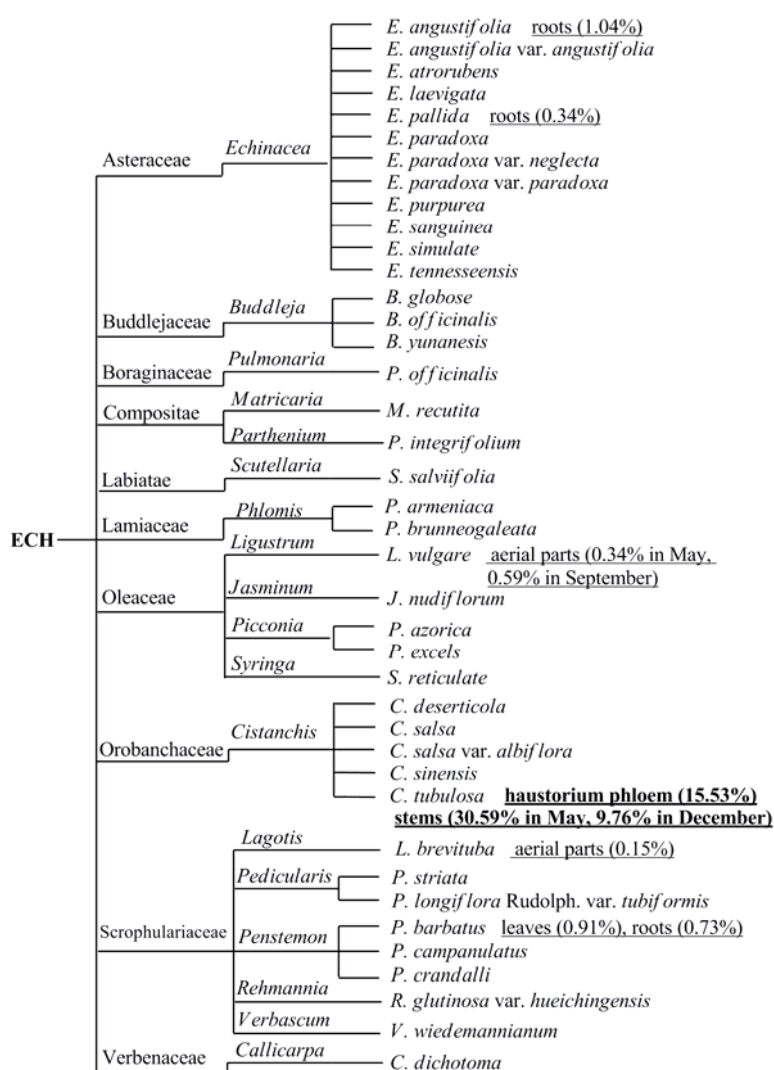 E. angustifolia roots (1.04%)
E. angustifolia var. angustifolia
E. atrorubens
E. laevigata
E. pallida roots (0.34%)
E. paradoxa
Asteraceae Echinacea E. paradoxa var. neglecta
E. paradoxa var. paradoxa
E. purpurea
E. sanguinea
E. simulate
E. tennesseensis
B. globose
Buddlejaceae Buddleja B. officinalis
B. yunanesis
Boraginaceae Pulmonaria P. officinalis
Compositae Matricaria M. recutita
Parthenium P. integrifolium
Labiatae Scutellaria S. salviifolia
Lamiaceae Phlomis P. armeniaca
P. brunneogaleata
ECH
Ligustrum L. vulgare aerial parts (0.34% in May,
0.59% in September)
Oleaceae Jasminum J. nudiflorum
Picconia P. azorica
P. excels
Syringa S. reticulate
C. deserticola
C. salsa
Orobanchaceae Cistanchis C. salsa var. albiflora
C. sinensis
C. tubulosa haustorium phloem (15.53%)
stems (30.59% in May, 9.76% in December)
Lagotis L. brevituba aerial parts (0.15%)
Pedicularis P. striata
P. longiflora Rudolph. var. tubiformis
Scrophulariaceae Penstemon P. barbatus leaves (0.91%), roots (0.73%)
P. campanulatus
P. crandalli
Rehmannia R. glutinosa var. hueichingensis
Verbascum V. wiedemannianum
Verbenaceae Callicarpa C. dichotoma